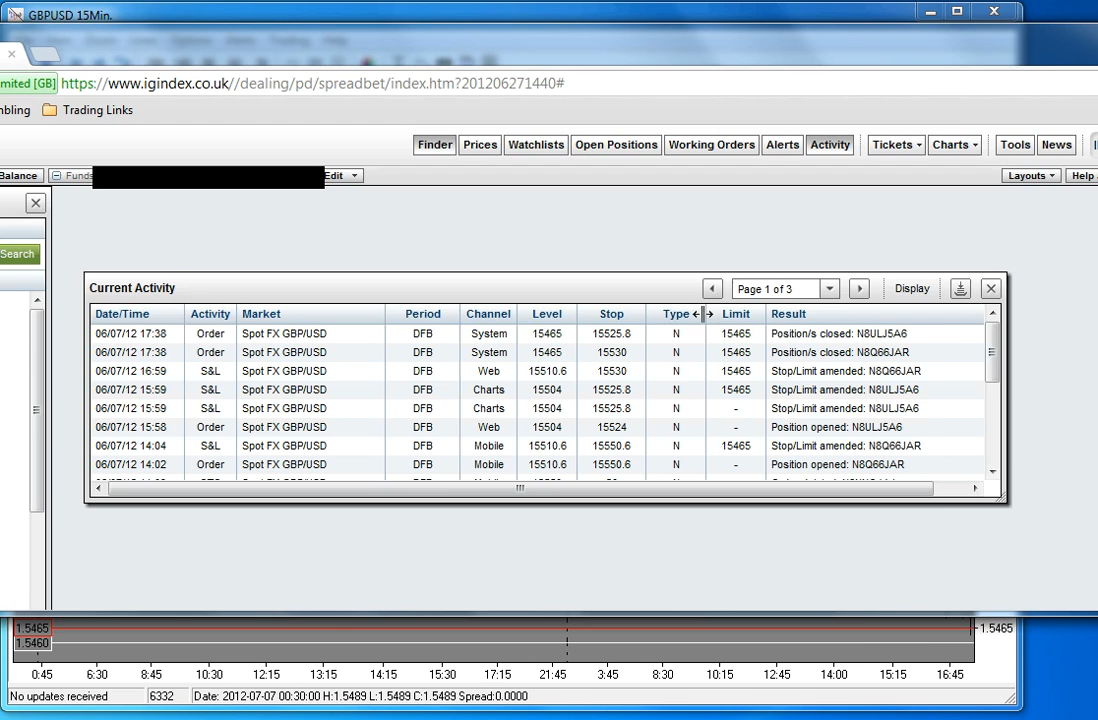 GBPUSD 15Min.
mited [GB] https://www.igindex.co.uk//dealing/pd/spreadbet/index.htm?201206271440#
mbling Trading Links
Finder Prices Watchlists Open Positions Working Orders Alerts Activity Tickets Charts Tools News
Balance Funds Edit Layouts Help
Search
Current Activity Page 1 of 3 Display
Date/Time Activity Market Period Channel Level Stop Type Limit Result
06/07/12 17:38 Order Spot FX GBP/USD DFB System 15465 15525.8 N 15465 Position/s closed: N8ULJ5A6
06/07/12 17:38 Order Spot FX GBP/USD DFB System 15465 15530 N 15465 Position/s closed: N8Q66JAR
06/07/12 16:59 S&L Spot FX GBP/USD DFB Web 15510.6 15530 N 15465 Stop/Limit amended: N8Q66JAR
06/07/12 15:59 S&L Spot FX GBP/USD DFB Charts 15504 15525.8 N 15465 Stop/Limit amended: N8ULJ5A6
06/07/12 15:59 S&L Spot FX GBP/USD DFB Charts 15504 15525.8 N - Stop/Limit amended: N8ULJ5A6
06/07/12 15:58 Order Spot FX GBP/USD DFB Web 15504 15524 N - Position opened: N8ULJ5A6
06/07/12 14:04 S&L Spot FX GBP/USD DFB Mobile 15510.6 15550.6 N 15465 Stop/Limit amended: N8Q66JAR
06/07/12 14:02 Order Spot FX GBP/USD DFB Mobile 15510.6 15550.6 N - Position opened: N8Q66JAR
1.5465 1.5465
1.5460
0:45 6:30 8:45 10:30 12:15 14:15 19:15 21:45 3:45 8:30 10:15 12:45 14:00 15:15 16:45
No updates received 6332 Date: 2012-07-07 00:30:00 H:1.5489 L:1.5489 C:1.5489 Spread:0.0000